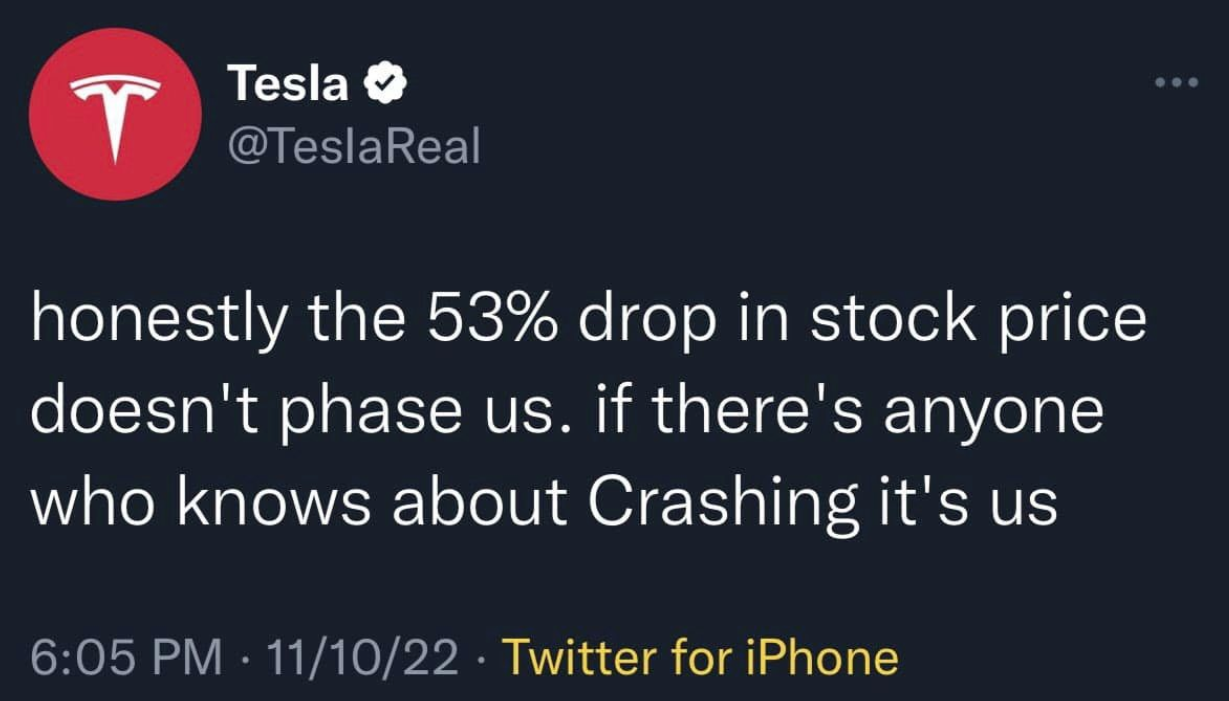 Tesla
@TeslaReal
honestly the 53% drop in stock price
doesn't phase us. if there's anyone
who knows about Crashing it's us
6:05 PM · 11/10/22 · Twitter for iPhone